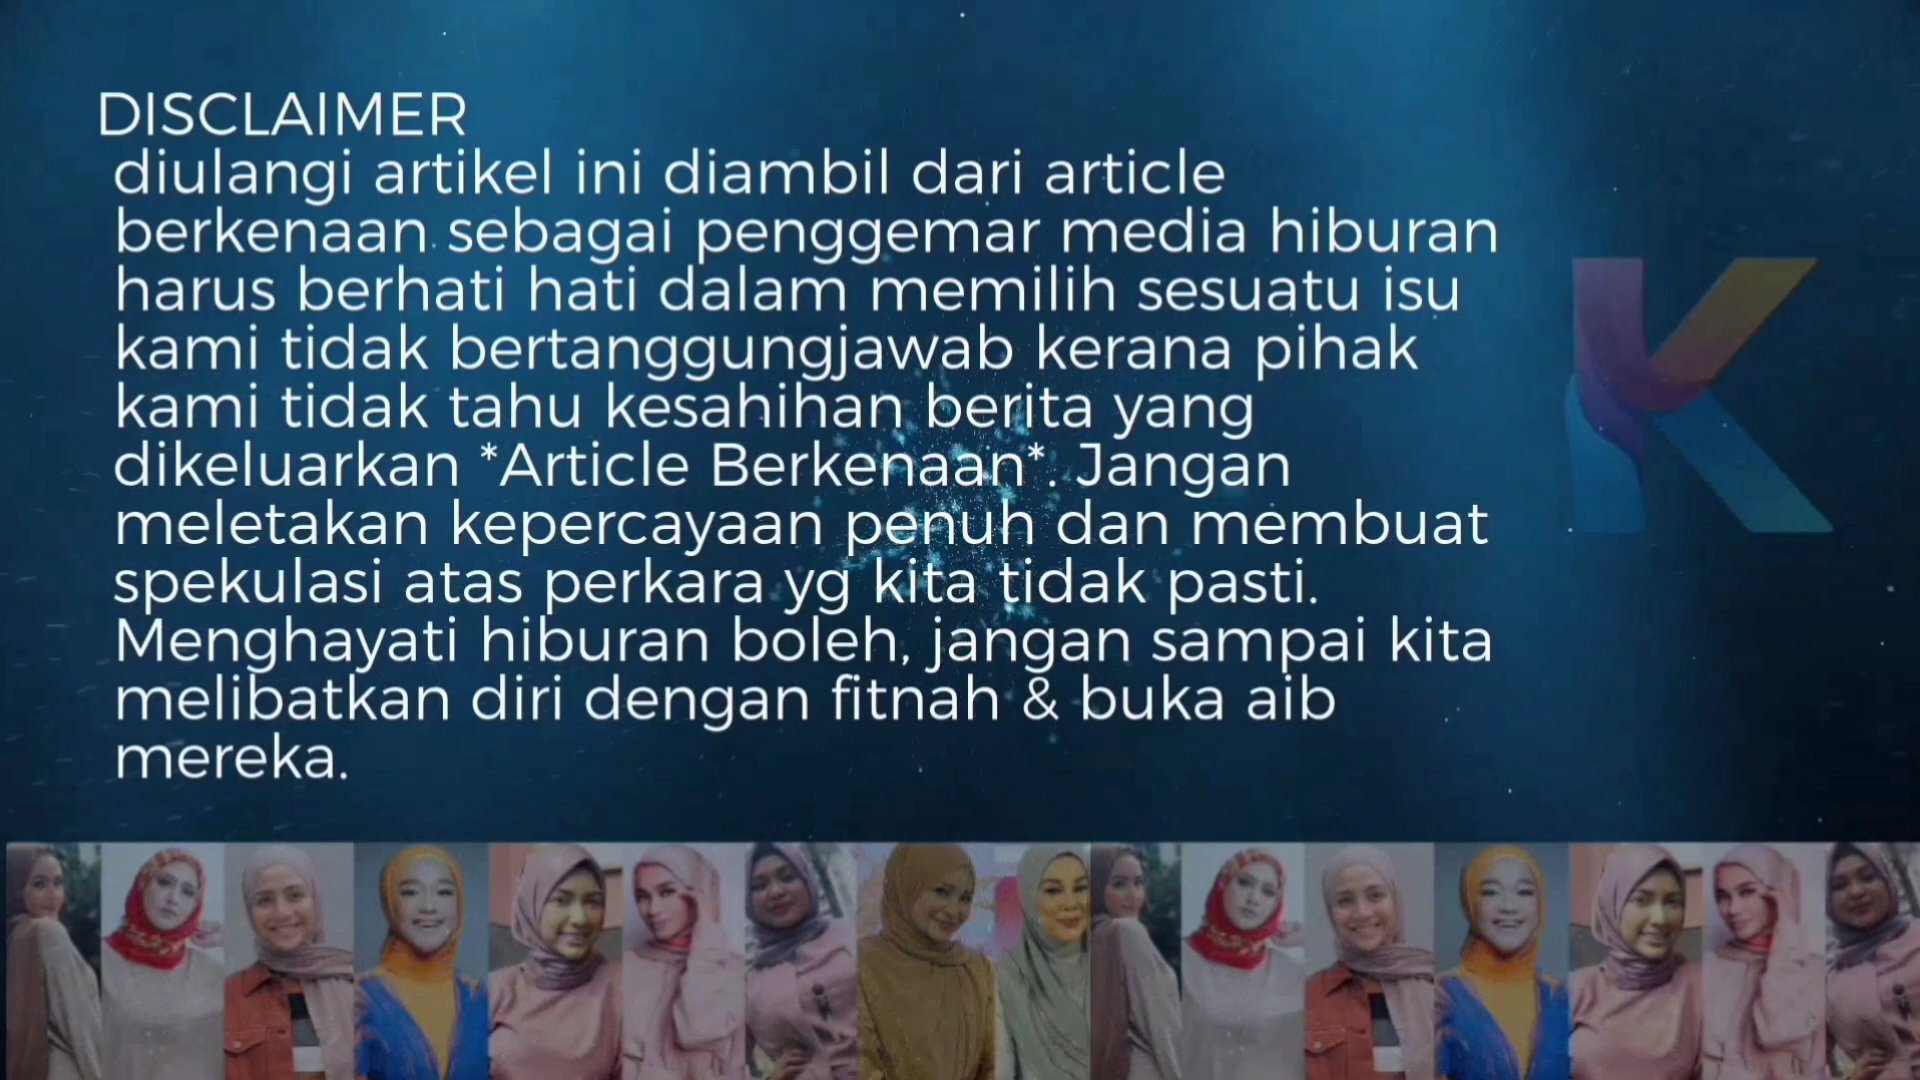 DISCLAIMER
diulangi artikel ini diambil dari article
berkenaan sebagai penggemar media hiburan
harus berhati hati dalam memilih sesuatu isu
kami tidak bertanggungjawab kerana pihak
kami tidak tahu kesahihan berita yang
dikeluarkan *Article Berkenaan*. Jangan
meletakan kepercayaan penuh dan membuat
spekulasi atas perkara yg kita tidak pasti.
Menghayati hiburan boleh, jangan sampai kita
melibatkan diri dengan fitnah & buka aib
mereka.
K